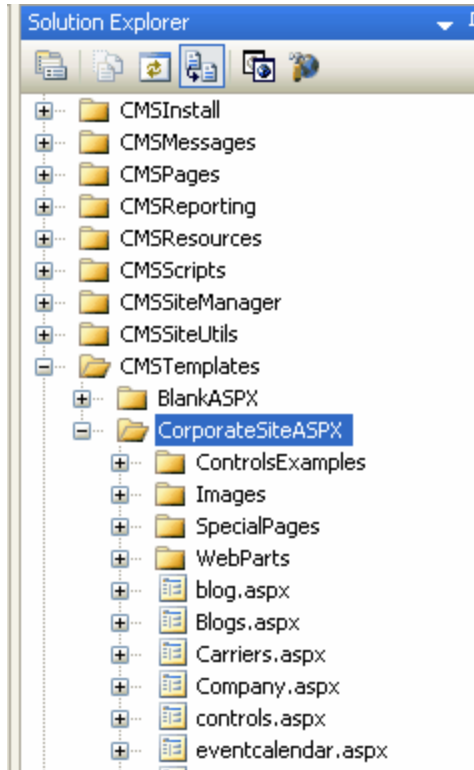 Solution Explorer
CMSInstall
CMSMessages
CMSPages
CMSReporting
CMSResources
CMSScripts
CMSSiteManager
CMSSiteUtils
CMSTemplates
BlankASPX
CorporateSiteASPX
ControlsExamples
Images
SpecialPages
WebParts
blog.aspx
Blogs.aspx
Carriers.aspx
Company.aspx
controls.aspx
eventcalendar.aspx